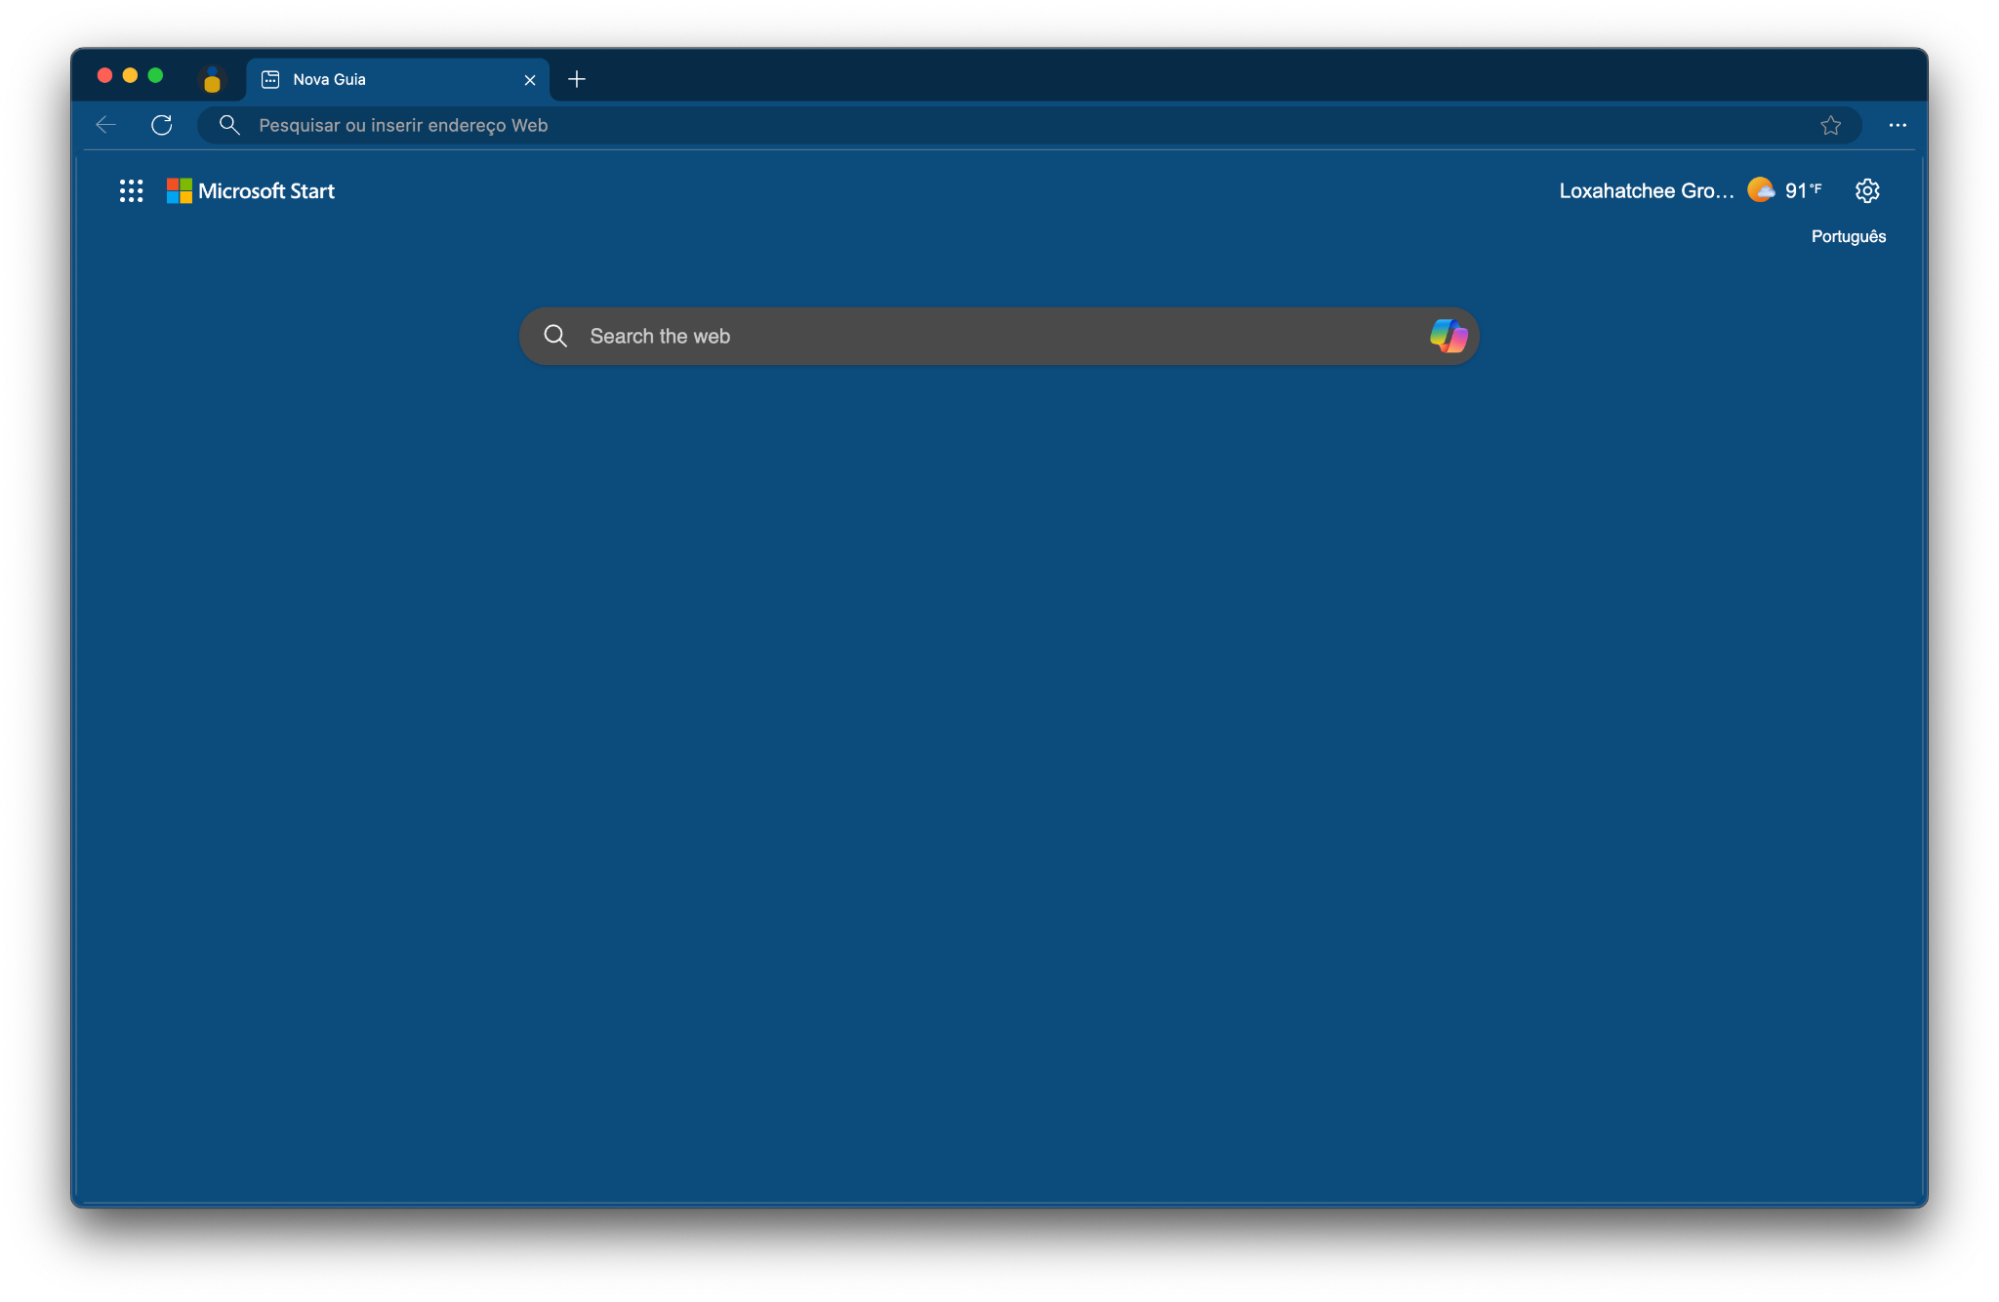 Nova Guia
Pesquisar ou inserir endereço Web
Microsoft Start
Loxahatchee Gro... 91°F
Português
Search the web